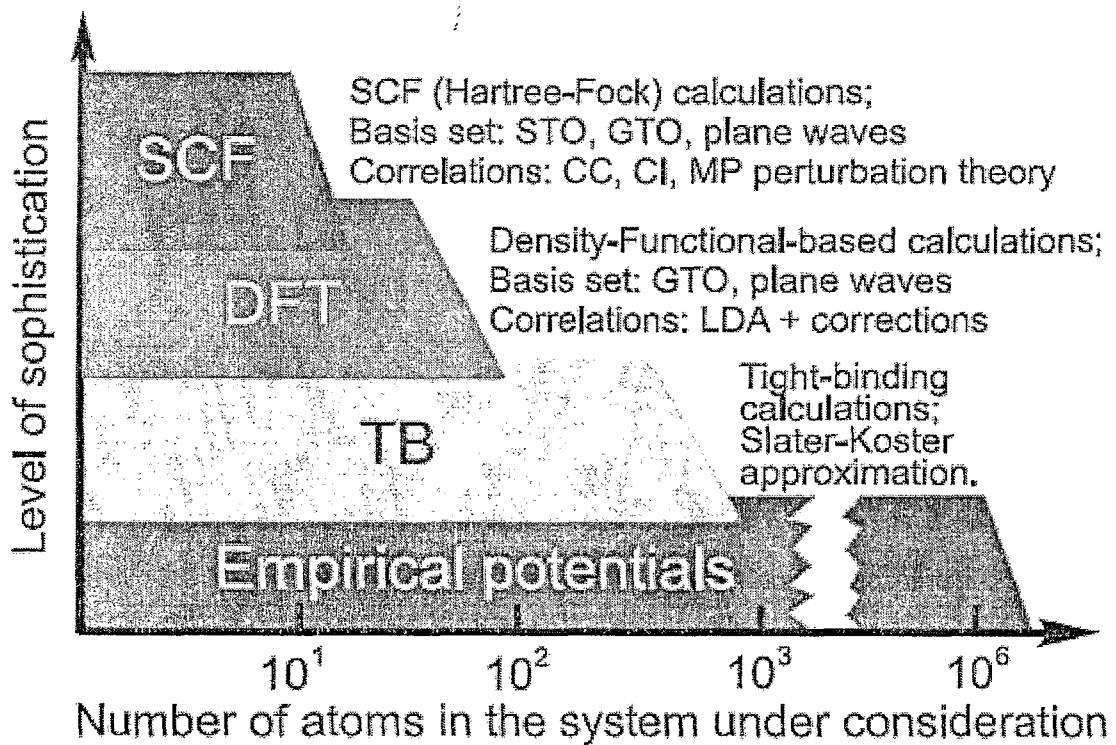 SCF (Hartree-Fock) calculations;
Basis set: STO, GTO, plane waves
Correlations: CC, CI, MP perturbation theory
SCF
Density-Functional-based calculations;
Basis set: GTO, plane waves
Correlations: LDA + corrections
DFT
Tight-binding
calculations;
Slater-Koster
approximation.
TB
Empirical potentials
Level of sophistication
10¹ 10² 10³ 10⁶
Number of atoms in the system under consideration